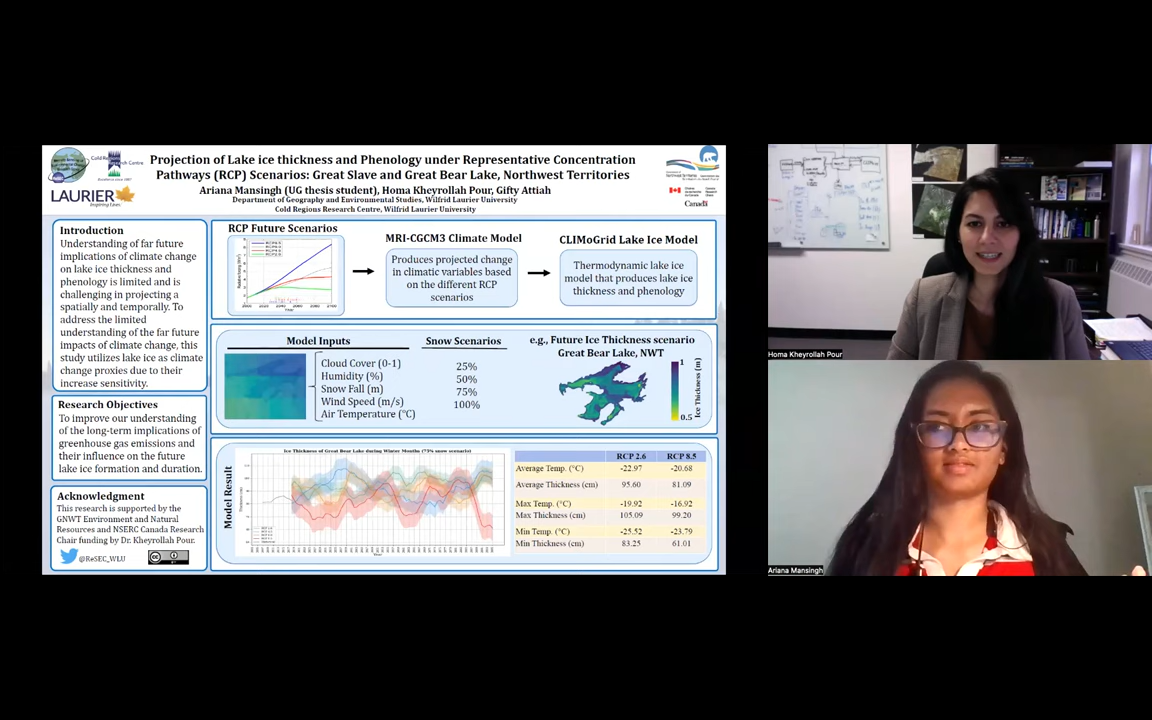 Projection of Lake ice thickness and Phenology under Representative Concentration
Pathways (RCP) Scenarios: Great Slave and Great Bear Lake, Northwest Territories
Ariana Mansingh (UG thesis student), Homa Kheyrollah Pour, Gifty Attiah
Department of Geography and Environmental Studies, Wilfrid Laurier University
Cold Regions Research Centre, Wilfrid Laurier University
LAURIER
Inspiring Lives
Canada
Introduction
Understanding of far future
implications of climate change
on lake ice thickness and
phenology is limited and is
challenging in projecting a
spatially and temporally. To
address the limited
understanding of the far future
impacts of climate change, this
study utilizes lake ice as climate
change proxies due to their
increase sensitivity.
Research Objectives
To improve our understanding
of the long-term implications of
greenhouse gas emissions and
their influence on the future
lake ice formation and duration.
Acknowledgment
This research is supported by the
GNWT Environment and Natural
Resources and NSERC Canada Research
Chair funding by Dr. Kheyrollah Pour.
@ReSEC_WLU
RCP Future Scenarios
Year
MRI-CGCM3 Climate Model
Produces projected change
in climatic variables based
on the different RCP
scenarios
CLIMoGrid Lake Ice Model
Thermodynamic lake ice
model that produces lake ice
thickness and phenology
Model Inputs
Cloud Cover (0-1)
Humidity (%)
Snow Fall (m)
Wind Speed (m/s)
Air Temperature (°C)
Snow Scenarios
25%
50%
75%
100%
e.g., Future Ice Thickness scenario
Great Bear Lake, NWT
1
0.5
Ice Thickness (m)
Model Result
Ice Thickness of Great Bear Lake during Winter Months (75% snow scenario)
Year
RCP 2.6 RCP 8.5
Average Temp. (°C) -22.97 -20.68
Average Thickness (cm) 95.60 81.09
Max Temp. (°C) -19.92 -16.92
Max Thickness (cm) 105.09 99.20
Min Temp. (°C) -25.52 -23.79
Min Thickness (cm) 83.25 61.01
Homa Kheyrollah Pour
Ariana Mansingh